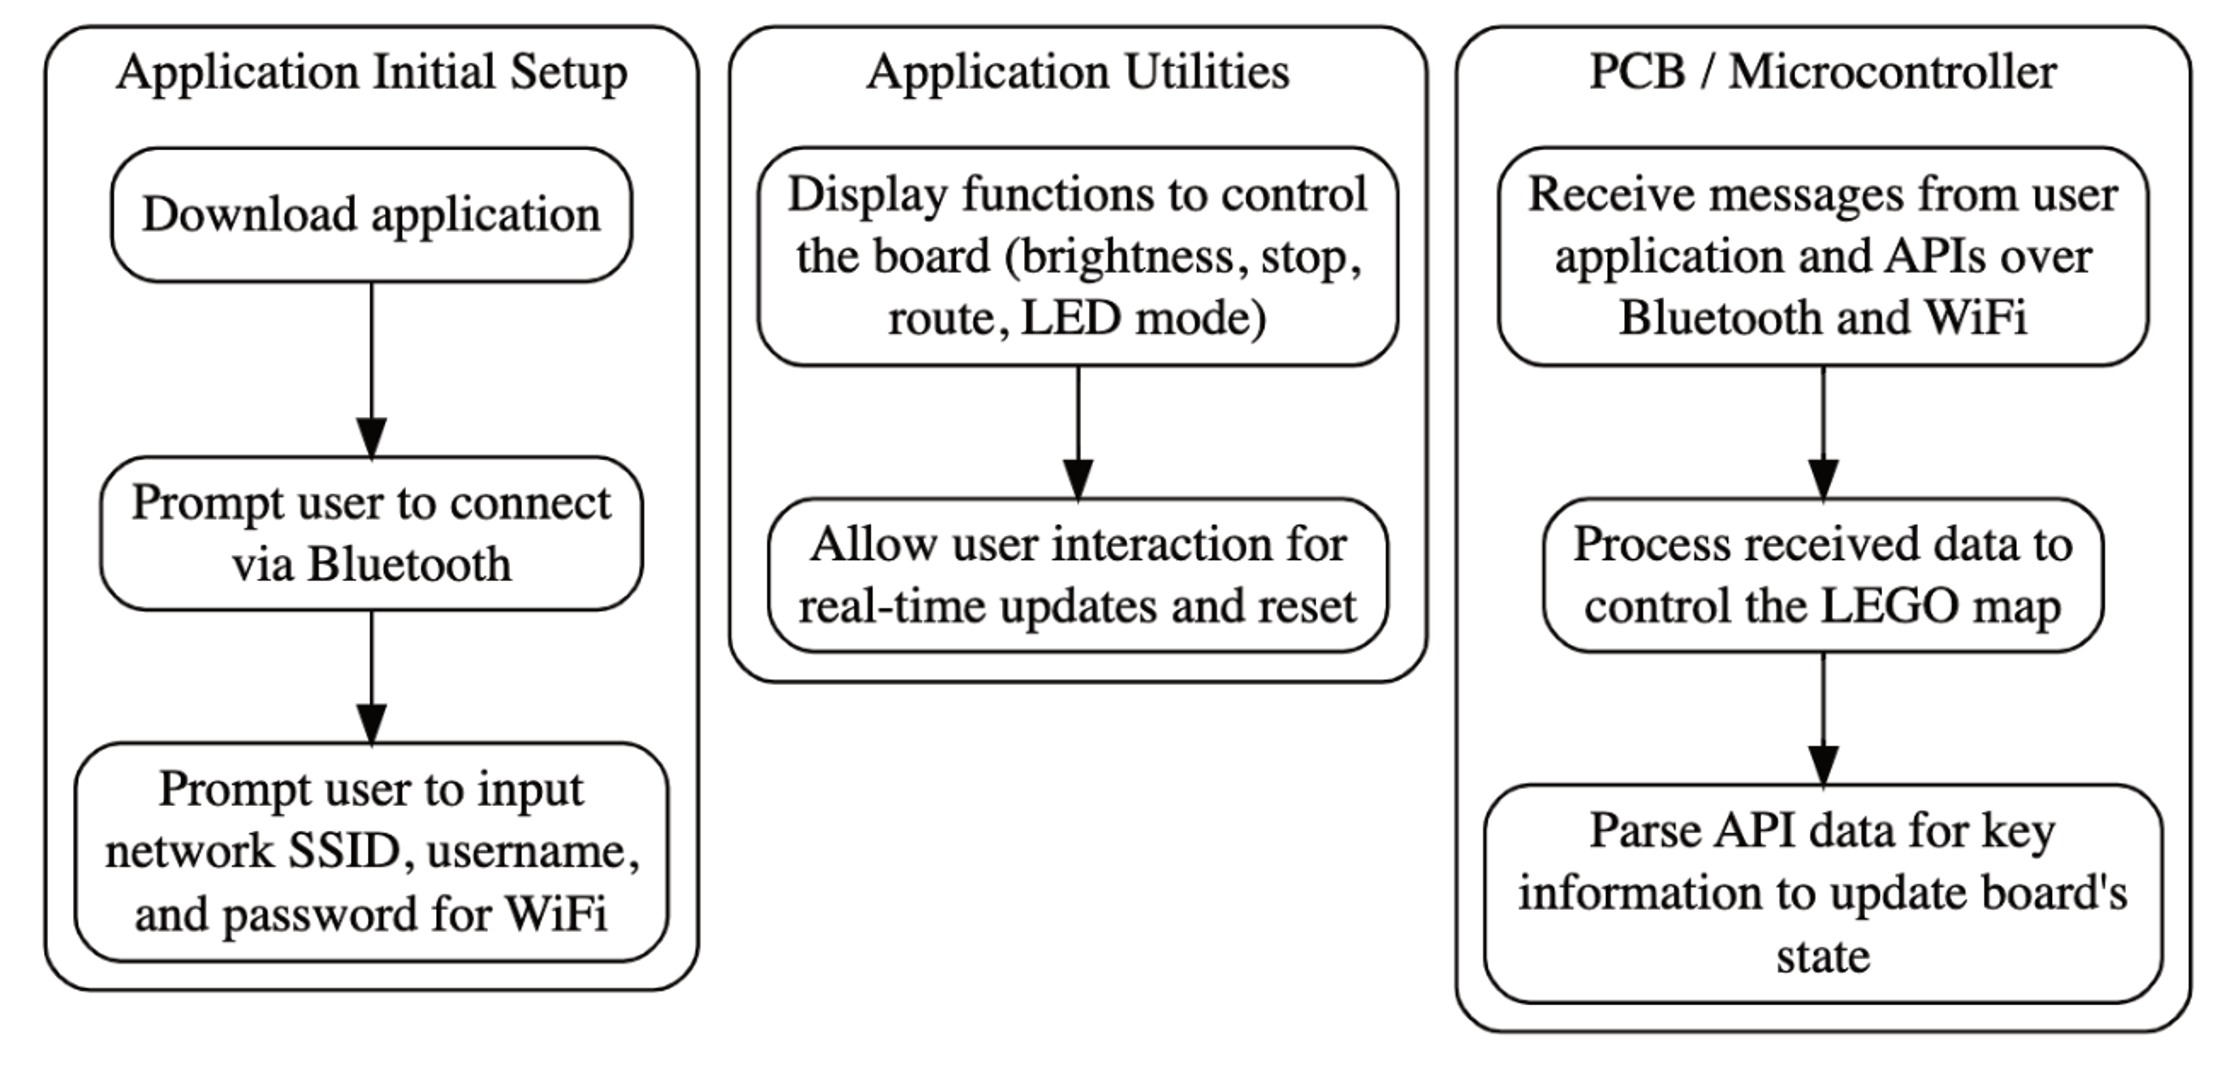 Application Initial Setup
Download application
Prompt user to connect
via Bluetooth
Prompt user to input
network SSID, username,
and password for WiFi
Application Utilities
Display functions to control
the board (brightness, stop,
route, LED mode)
Allow user interaction for
real-time updates and reset
PCB / Microcontroller
Receive messages from user
application and APIs over
Bluetooth and WiFi
Process received data to
control the LEGO map
Parse API data for key
information to update board's
state